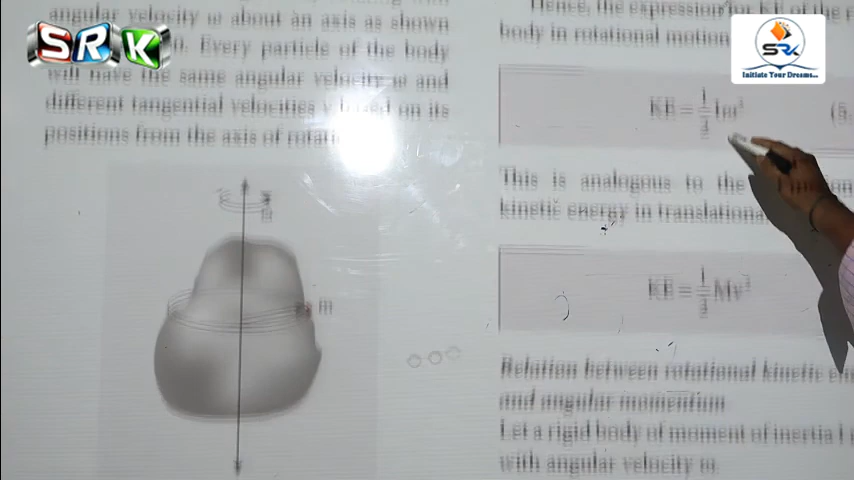 angular velocity ω about an axis as shown
Every particle of the body
will have the same angular velocity ω and
different tangential velocities v based on its
positions from the axis of
ω
m
Hence, the expression for KE of the
body in rotational motion
KE = 1/2 Iω²
(5.
This is analogous to the
kinetic energy in translational
KE = 1/2 Mv²
Relation between rotational kinetic
and angular momentum
Let a rigid body of moment of inertia I
with angular velocity ω.
SRK
SRK
Initiate Your Dreams...